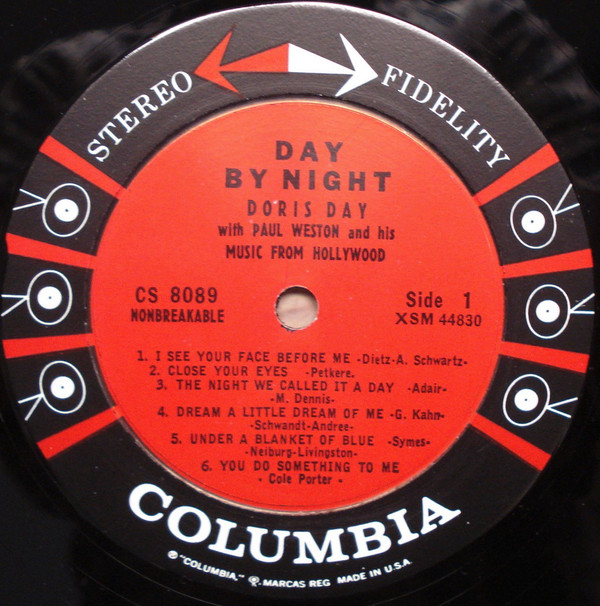 STEREO FIDELITY
DAY
BY NIGHT
DORIS DAY
with PAUL WESTON and his
MUSIC FROM HOLLYWOOD
CS 8089
NONBREAKABLE
Side 1
XSM 44830
1. I SEE YOUR FACE BEFORE ME -Dietz-A. Schwartz-
2. CLOSE YOUR EYES -Petkere.
3. THE NIGHT WE CALLED IT A DAY -Adair-
-M. Dennis-
4. DREAM A LITTLE DREAM OF ME -G. Kahn-
-Schwandt-Andree-
5. UNDER A BLANKET OF BLUE -Symes-
-Neiburg-Livingston-
6. YOU DO SOMETHING TO ME
- Cole Porter -
COLUMBIA
® "COLUMBIA," ®, MARCAS REG MADE IN U.S.A.